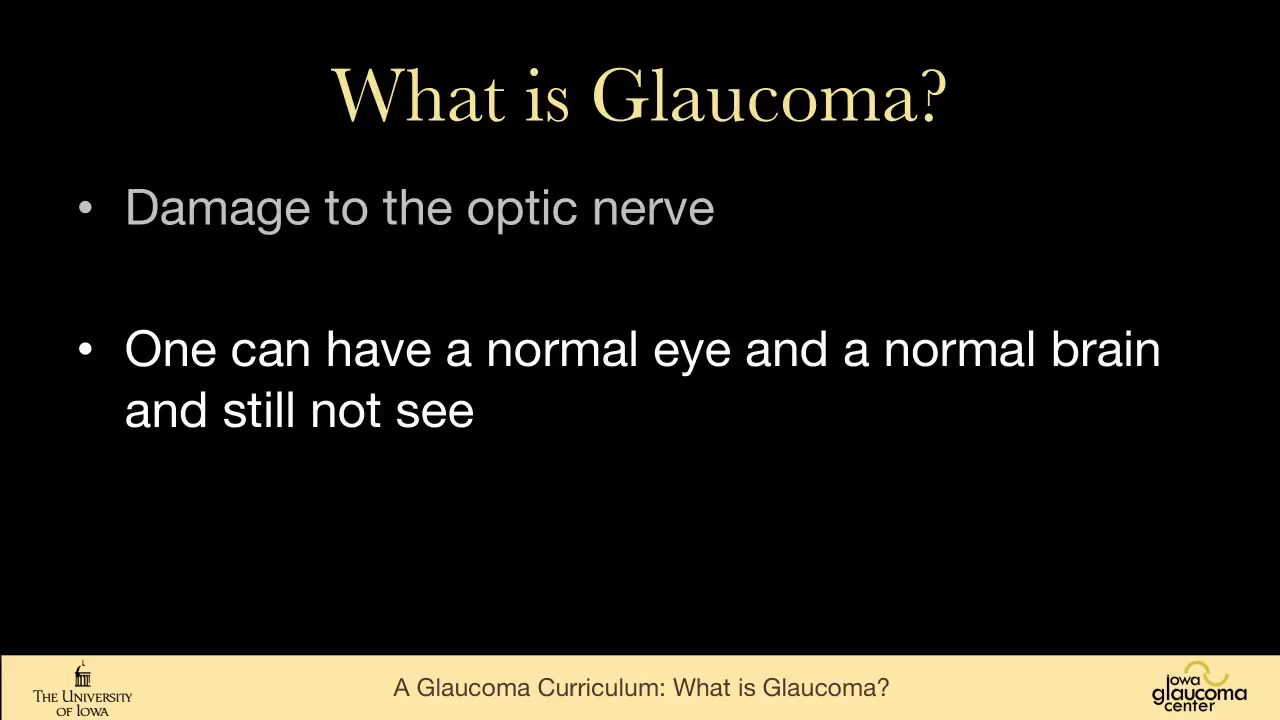 What is Glaucoma?
• Damage to the optic nerve
• One can have a normal eye and a normal brain
and still not see
THE UNIVERSITY
OF IOWA
A Glaucoma Curriculum: What is Glaucoma?
iowa
glaucoma
center